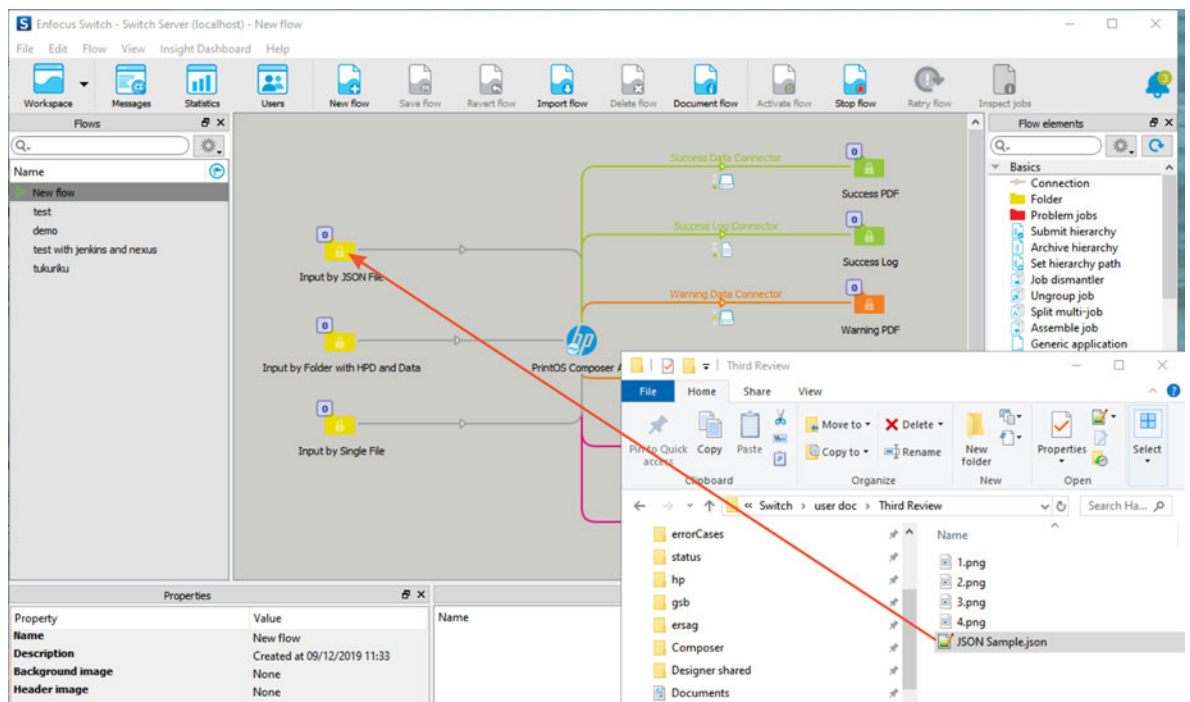 S Enfocus Switch - Switch Server (localhost) - New flow
File Edit Flow View Insight Dashboard Help
Workspace Messages Statistics Users New flow Save flow Revert flow Import flow Delete flow Document flow Activate flow Stop flow Retry flow Inspect jobs
3
Flows
Name
New flow
test
demo
test with jenkins and nexus
tukuriku
0
Input by JSON File
0
Input by Folder with HPD and Data
0
Input by Single File
hp
PrintOS Composer A
Success Data Connector
0
Success PDF
Success Log Connector
0
Success Log
Warning Data Connector
0
Warning PDF
Flow elements
Basics
Connection
Folder
Problem jobs
Submit hierarchy
Archive hierarchy
Set hierarchy path
Job dismantler
Ungroup job
Split multi-job
Assemble job
Generic application
Properties
Property Value
Name New flow
Description Created at 09/12/2019 11:33
Background image None
Header image None
Name
Third Review
File Home Share View
Pin to Quick access
Copy
Paste
Clipboard
Move to
Copy to
Delete
Rename
Organize
New folder
New
Properties
Open
Select
« Switch > user doc > Third Review
Search Ha...
errorCases
status
hp
gsb
ersag
Composer
Designer shared
Documents
Name
1.png
2.png
3.png
4.png
JSON Sample.json